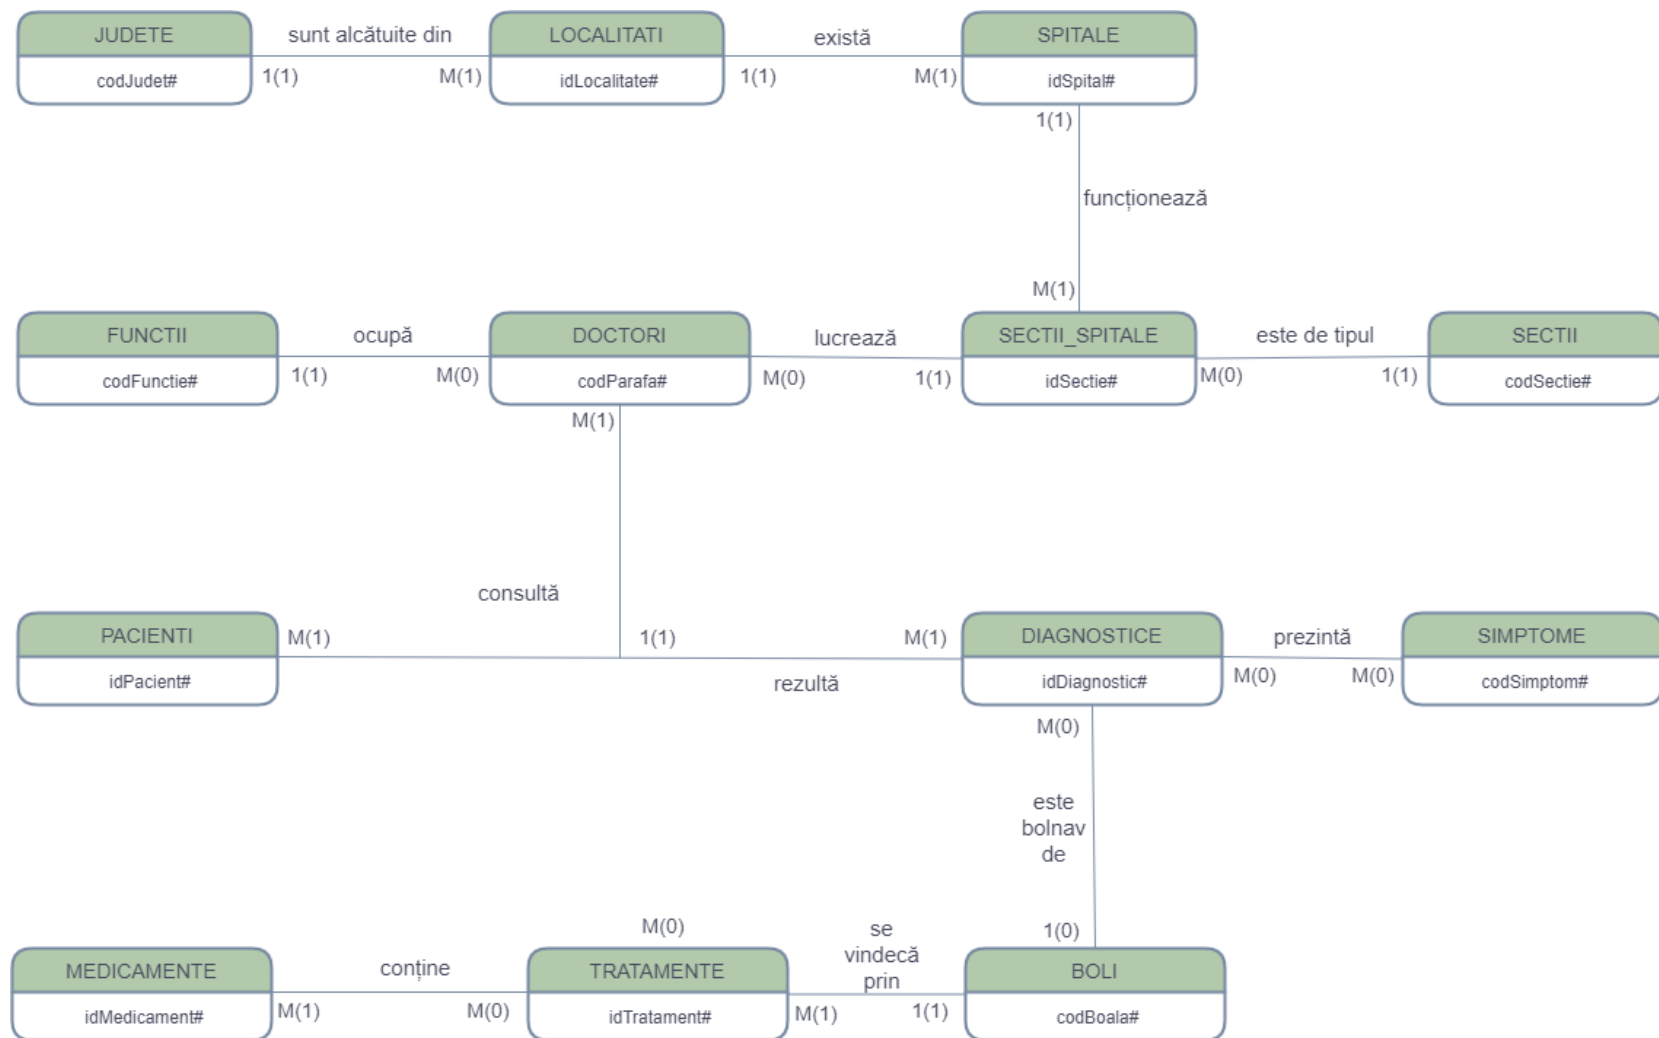 JUDETE
sunt alcătuite din
LOCALITATI
există
SPITALE
codJudet#
1(1)
M(1)
idLocalitate#
1(1)
M(1)
idSpital#
1(1)
funcționează
M(1)
FUNCTII
ocupă
DOCTORI
lucrează
SECTII_SPITALE
este de tipul
SECTII
codFunctie#
1(1)
M(0)
codParafa#
M(0)
1(1)
idSectie#
M(0)
1(1)
codSectie#
M(1)
consultă
PACIENTI
M(1)
1(1)
M(1)
DIAGNOSTICE
prezintă
SIMPTOME
idPacient#
rezultă
idDiagnostic#
M(0)
M(0)
codSimptom#
M(0)
este
bolnav
de
1(0)
M(0)
se
vindecă
prin
MEDICAMENTE
conține
TRATAMENTE
BOLI
idMedicament#
M(1)
M(0)
idTratament#
M(1)
1(1)
codBoala#